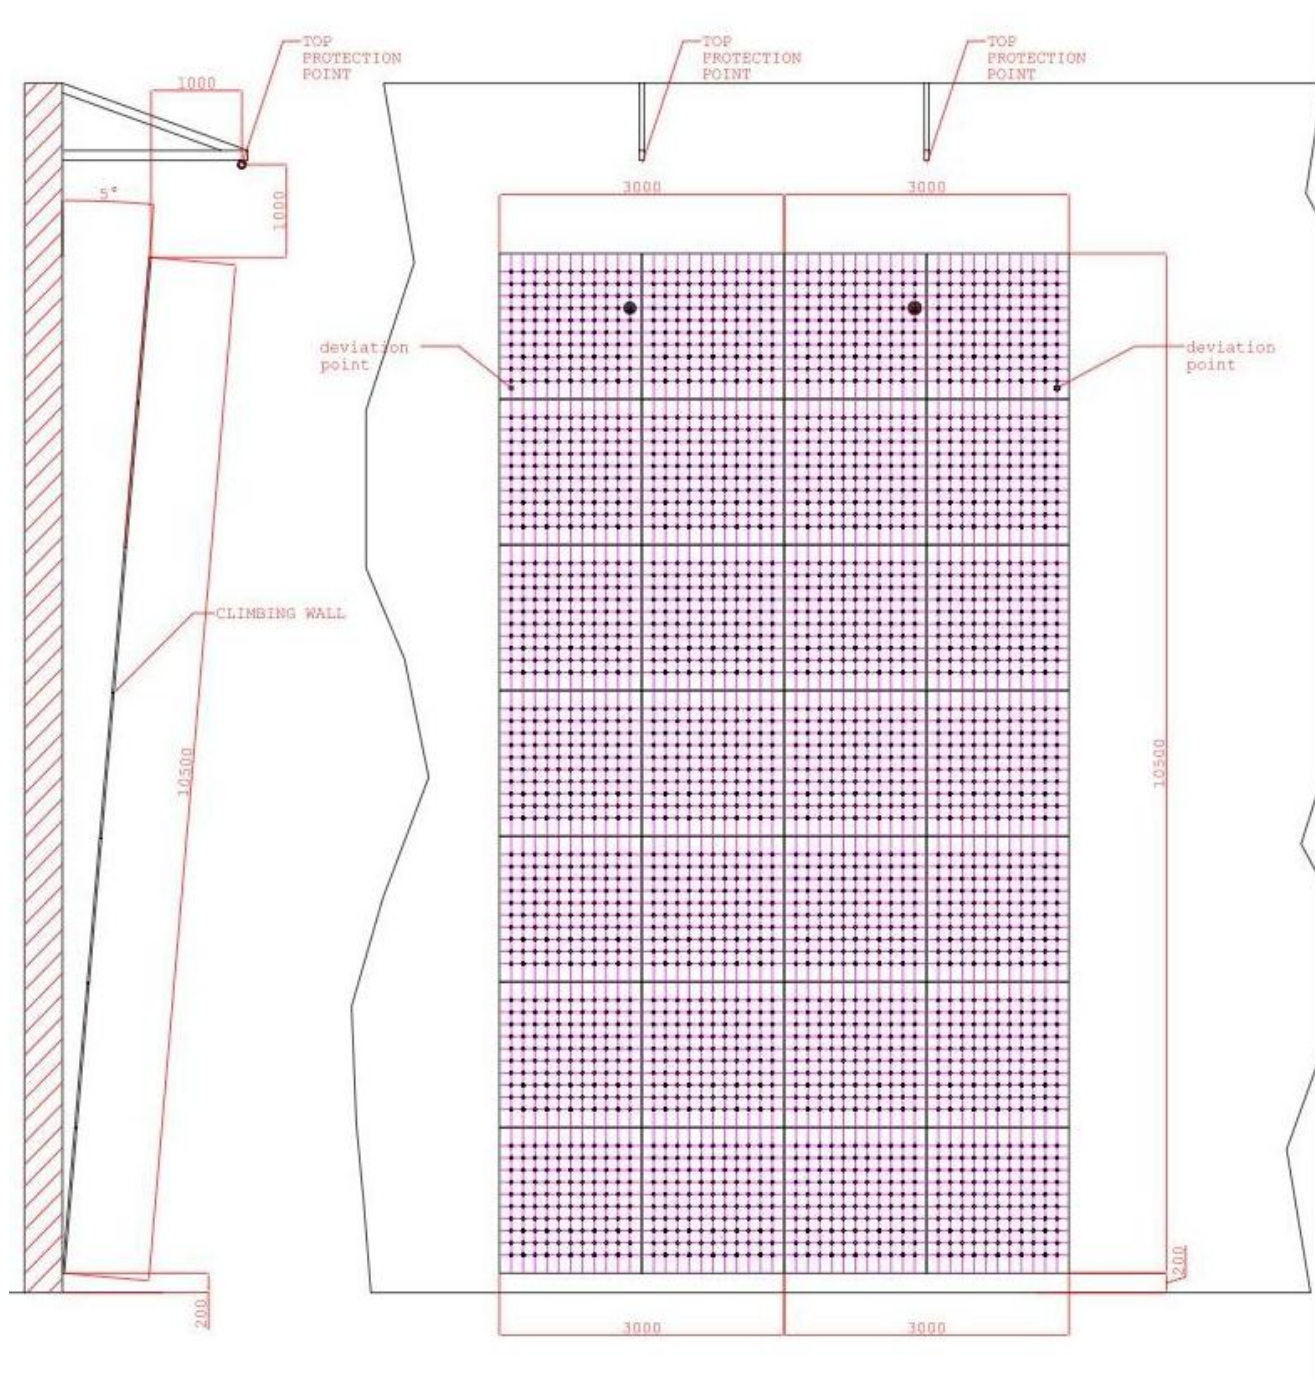 TOP
PROTECTION
POINT
TOP
PROTECTION
POINT
TOP
PROTECTION
POINT
1000
5°
1000
3000
3000
deviation
point
deviation
point
CLIMBING WALL
10500
10500
200
200
3000
3000